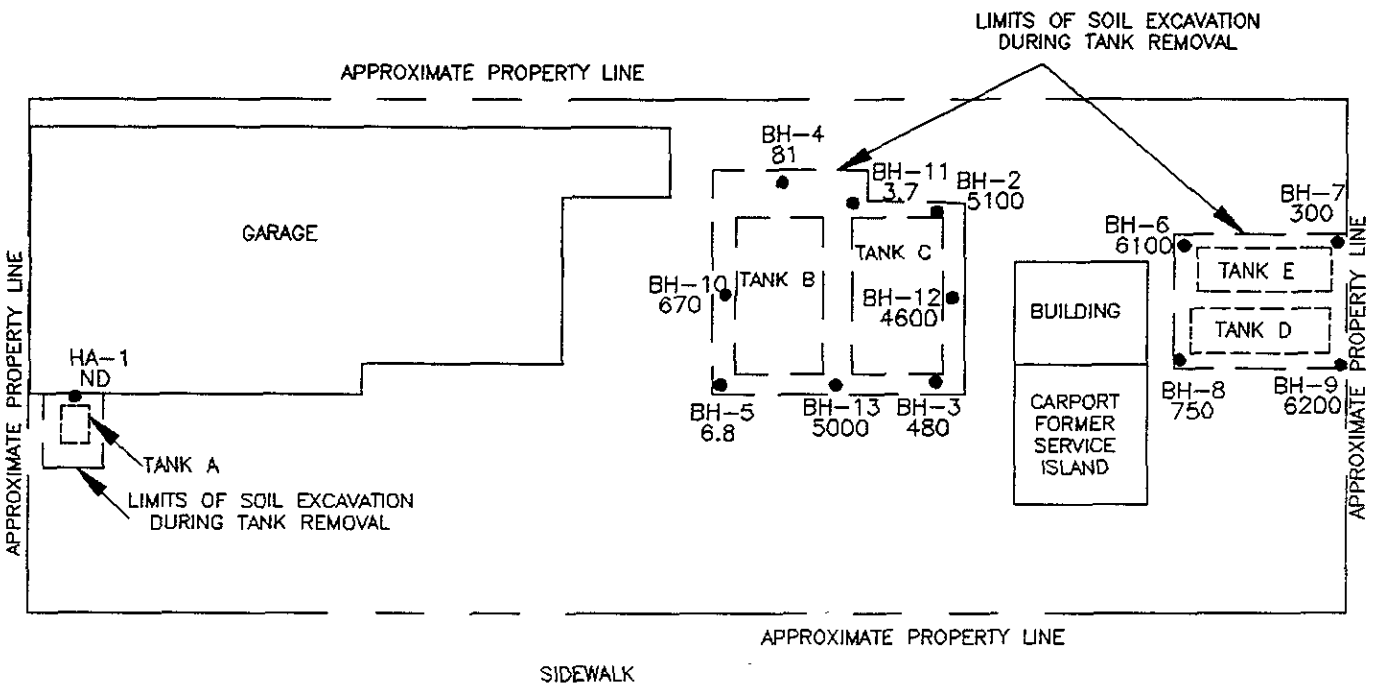 LIMITS OF SOIL EXCAVATION
DURING TANK REMOVAL
APPROXIMATE PROPERTY LINE
BH-4
81
BH-11
3.7
BH-2
5100
BH-7
300
BH-6
6100
GARAGE
TANK C
TANK E
TANK B
BH-10
670
BH-12
4600
BUILDING
TANK D
APPROXIMATE PROPERTY LINE
APPROXIMATE PROPERTY LINE
HA-1
ND
BH-5
6.8
BH-13
5000
BH-3
480
BH-8
750
BH-9
6200
CARPORT
FORMER
SERVICE
ISLAND
TANK A
LIMITS OF SOIL EXCAVATION
DURING TANK REMOVAL
APPROXIMATE PROPERTY LINE
SIDEWALK